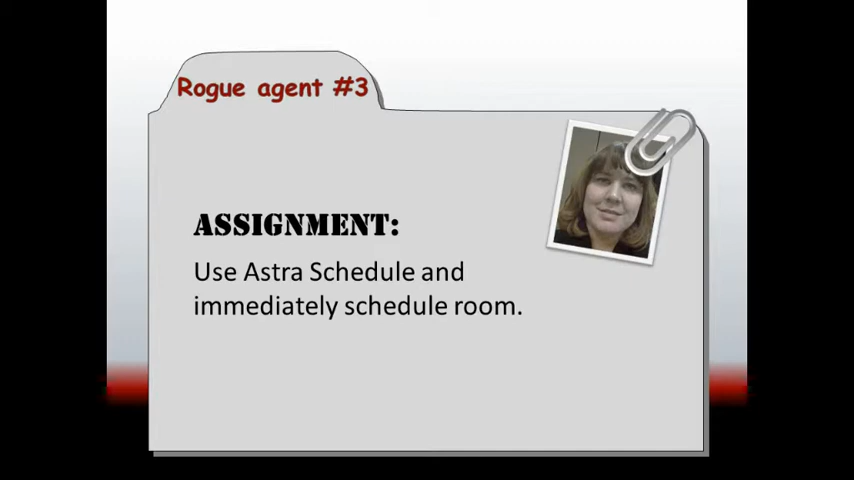 Rogue agent #3
ASSIGNMENT:
Use Astra Schedule and
immediately schedule room.